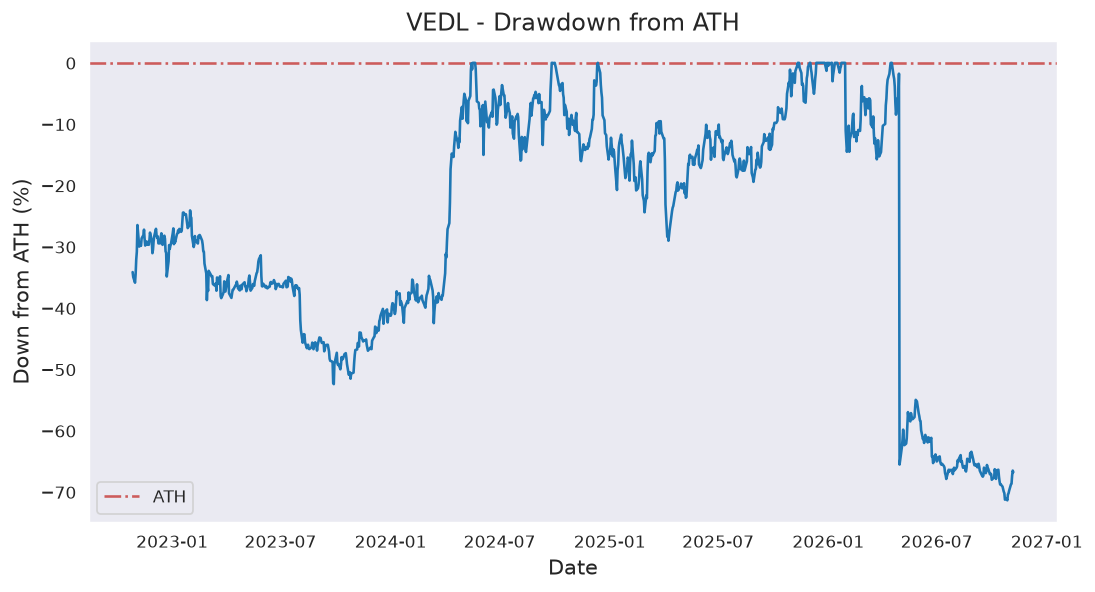 VEDL - Drawdown from ATH
Down from ATH (%)
0
−10
−20
−30
−40
−50
−60
−70
ATH
2023-01 2023-07 2024-01 2024-07 2025-01 2025-07 2026-01 2026-07 2027-01
Date